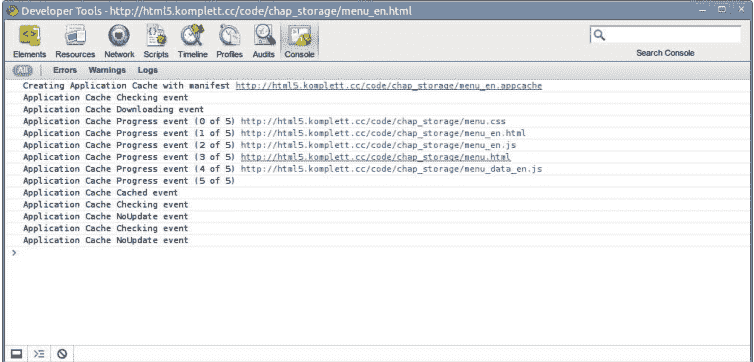 Developer Tools - http://html5.komplett.cc/code/chap_storage/menu_en.html
Elements Resources Network Scripts Timeline Profiles Audits Console
Search Console
All Errors Warnings Logs
Creating Application Cache with manifest http://html5.komplett.cc/code/chap_storage/menu_en.appcache
Application Cache Checking event
Application Cache Downloading event
Application Cache Progress event (0 of 5) http://html5.komplett.cc/code/chap_storage/menu.css
Application Cache Progress event (1 of 5) http://html5.komplett.cc/code/chap_storage/menu_en.html
Application Cache Progress event (2 of 5) http://html5.komplett.cc/code/chap_storage/menu_en.js
Application Cache Progress event (3 of 5) http://html5.komplett.cc/code/chap_storage/menu.html
Application Cache Progress event (4 of 5) http://html5.komplett.cc/code/chap_storage/menu_data_en.js
Application Cache Progress event (5 of 5)
Application Cache Cached event
Application Cache Checking event
Application Cache NoUpdate event
Application Cache Checking event
Application Cache NoUpdate event
>